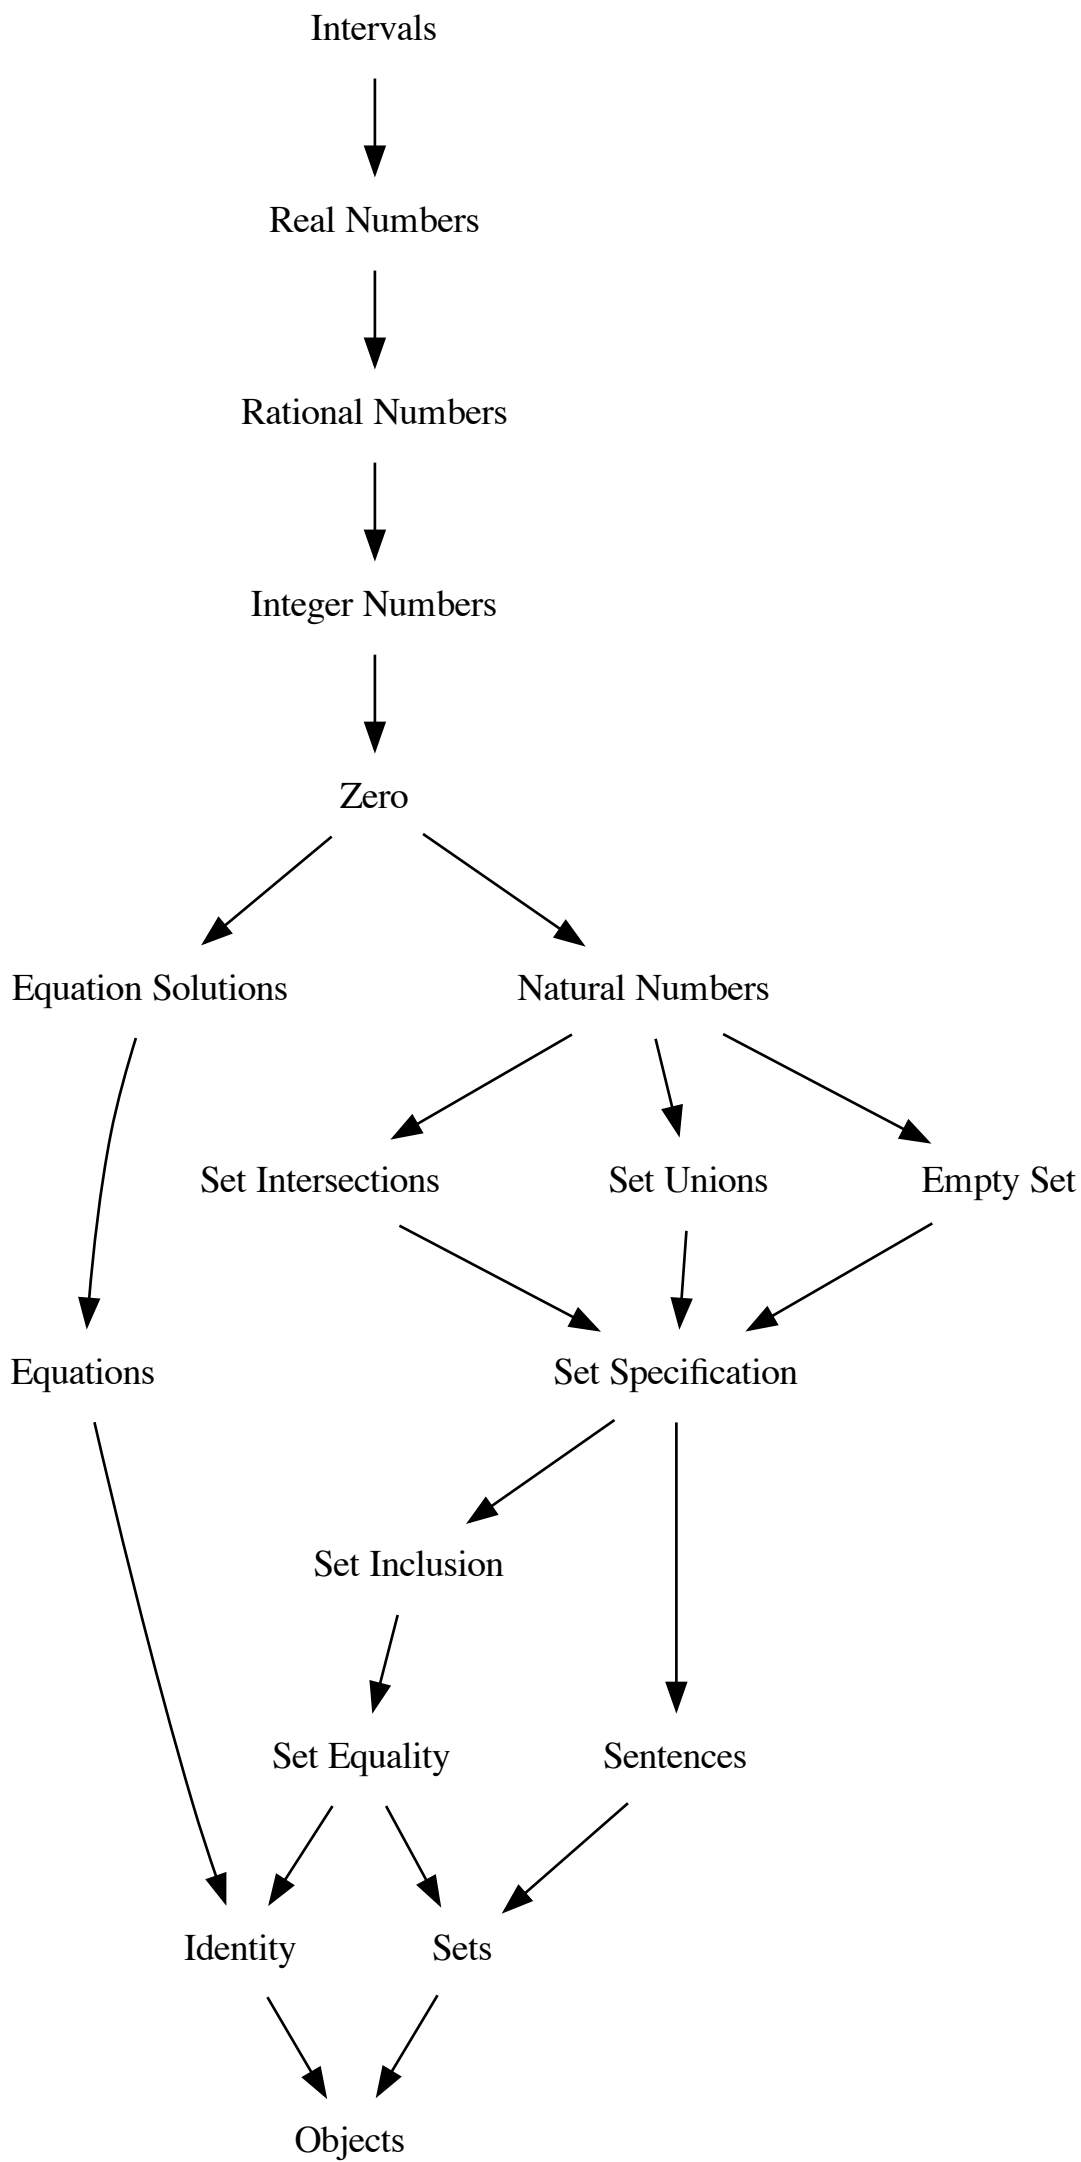 Intervals
Real Numbers
Rational Numbers
Integer Numbers
Zero
Equation Solutions
Natural Numbers
Set Intersections
Set Unions
Empty Set
Equations
Set Specification
Set Inclusion
Set Equality
Sentences
Identity
Sets
Objects